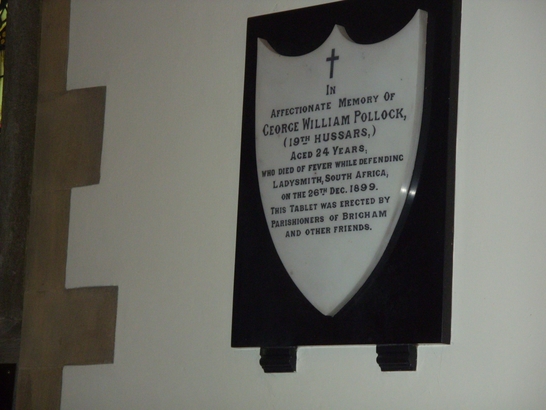 IN
AFFECTIONATE MEMORY OF
GEORGE WILLIAM POLLOCK,
(19TH HUSSARS,)
AGED 24 YEARS,
WHO DIED OF FEVER WHILE DEFENDING
LADYSMITH, SOUTH AFRICA,
ON THE 26TH DEC. 1899.
THIS TABLET WAS ERECTED BY
PARISHIONERS OF BRIGHAM
AND OTHER FRIENDS.